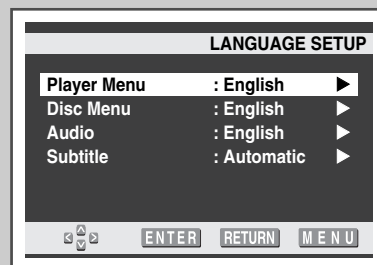 LANGUAGE SETUP
Player Menu : English ▶
Disc Menu : English ▶
Audio : English ▶
Subtitle : Automatic ▶
ENTER RETURN MENU